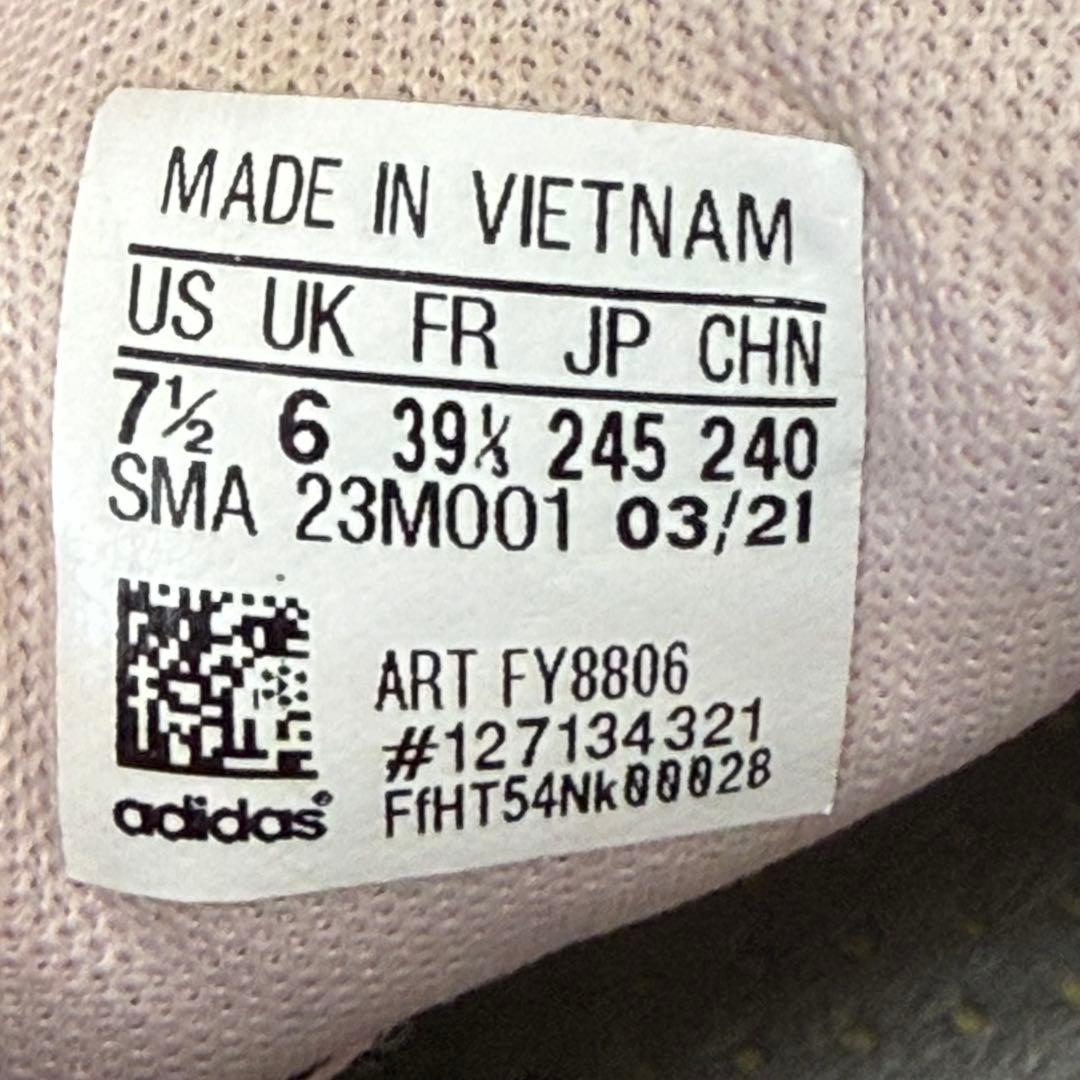 MADE IN VIETNAM
US UK FR JP CHN
7½ 6 39⅓ 245 240
SMA 23M001 03/21
ART FY8806
#127134321
FfHT54Nk00028
adidas®